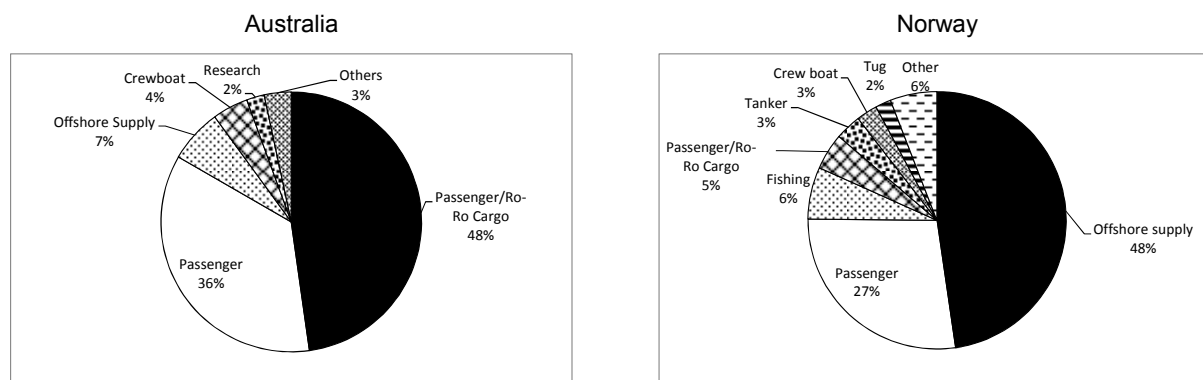 Australia
Research
2%
Others
3%
Crewboat
4%
Offshore Supply
7%
Passenger/Ro-
Ro Cargo
48%
Passenger
36%
Norway
Tug
2%
Other
6%
Crew boat
3%
Tanker
3%
Passenger/Ro-
Ro Cargo
5%
Fishing
6%
Offshore supply
48%
Passenger
27%